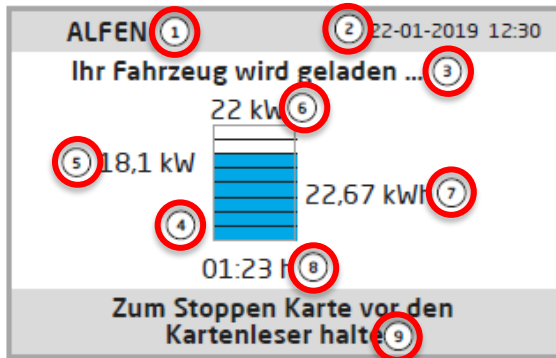 ALFEN 1 2 22-01-2019 12:30
Ihr Fahrzeug wird geladen ... 3
22 kW 6
5 18,1 kW
22,67 kWh 7
4
01:23 h 8
Zum Stoppen Karte vor den
Kartenleser halten 9